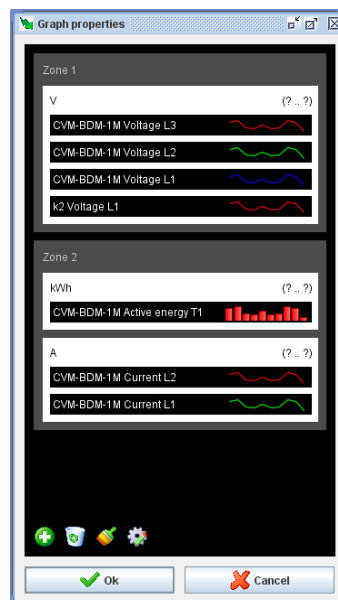 Graph properties
Zone 1
V (? .. ?)
CVM-BDM-1M Voltage L3
CVM-BDM-1M Voltage L2
CVM-BDM-1M Voltage L1
k2 Voltage L1
Zone 2
kWh (? .. ?)
CVM-BDM-1M Active energy T1
A (? .. ?)
CVM-BDM-1M Current L2
CVM-BDM-1M Current L1
Ok Cancel